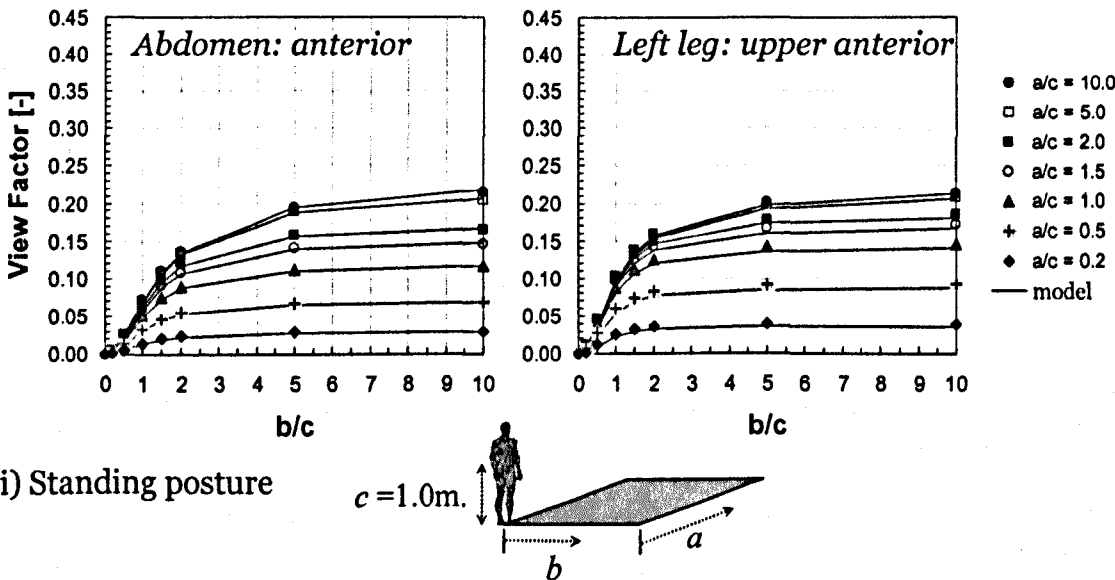 Abdomen: anterior
Left leg: upper anterior
View Factor [-]
0.45
0.40
0.35
0.30
0.25
0.20
0.15
0.10
0.05
0.00
0 1 2 3 4 5 6 7 8 9 10
b/c
0.45
0.40
0.35
0.30
0.25
0.20
0.15
0.10
0.05
0.00
0 1 2 3 4 5 6 7 8 9 10
b/c
a/c = 10.0
a/c = 5.0
a/c = 2.0
a/c = 1.5
a/c = 1.0
a/c = 0.5
a/c = 0.2
model
i) Standing posture
c =1.0m.
b
a